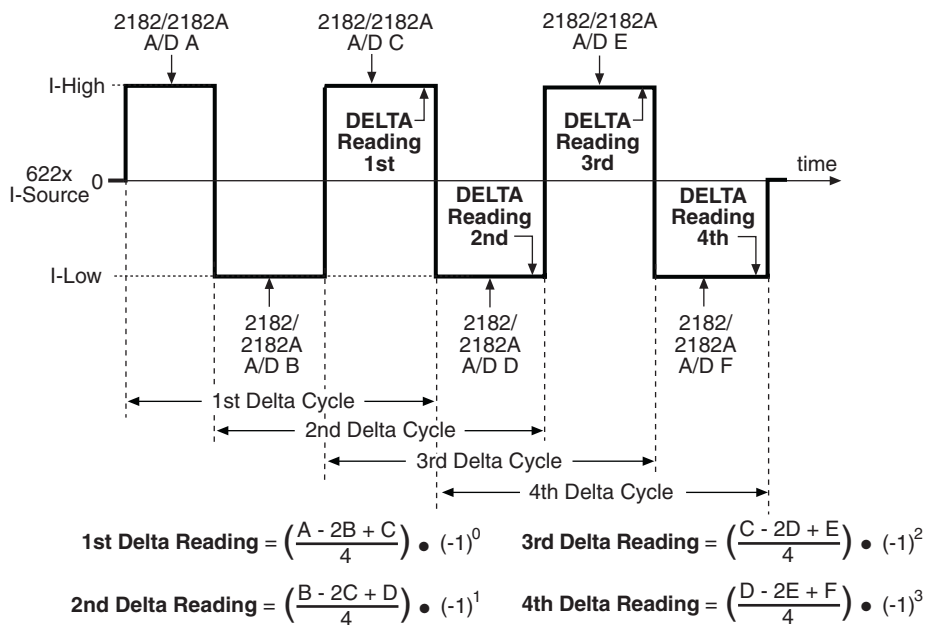 2182/2182A
A/D A
2182/2182A
A/D C
2182/2182A
A/D E
I-High
DELTA
Reading
1st
DELTA
Reading
3rd
622x
I-Source
0
time
DELTA
Reading
2nd
DELTA
Reading
4th
I-Low
2182/
2182A
A/D B
2182/
2182A
A/D D
2182/
2182A
A/D F
1st Delta Cycle
2nd Delta Cycle
3rd Delta Cycle
4th Delta Cycle
1st Delta Reading = (A - 2B + C / 4) • (-1)^0
3rd Delta Reading = (C - 2D + E / 4) • (-1)^2
2nd Delta Reading = (B - 2C + D / 4) • (-1)^1
4th Delta Reading = (D - 2E + F / 4) • (-1)^3